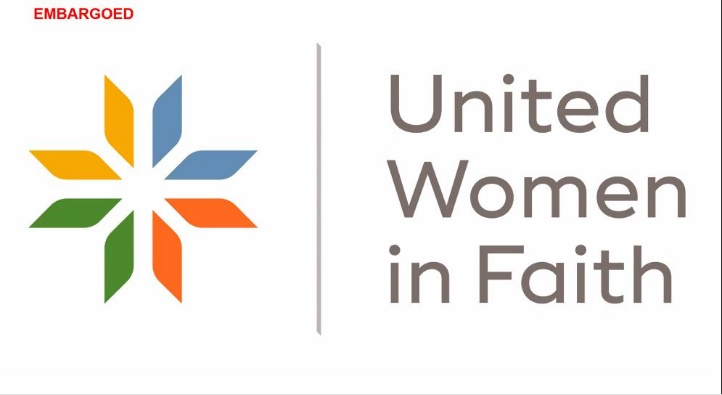 EMBARGOED
United
Women
in Faith